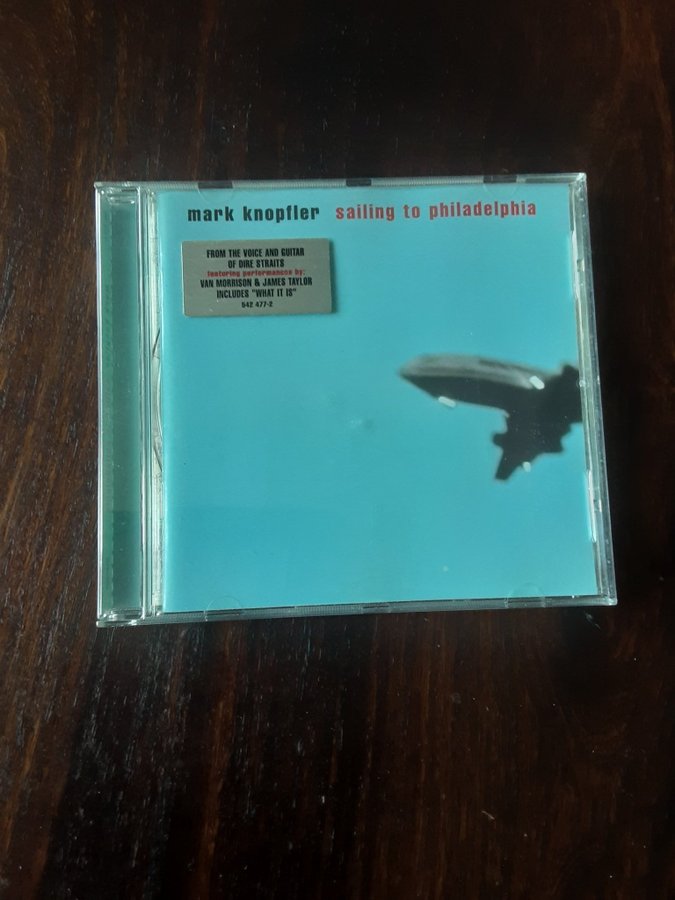 mark knopfler sailing to philadelphia
FROM THE VOICE AND GUITAR
OF DIRE STRAITS
featuring performances by:
VAN MORRISON & JAMES TAYLOR
INCLUDES "WHAT IT IS"
542 477-2